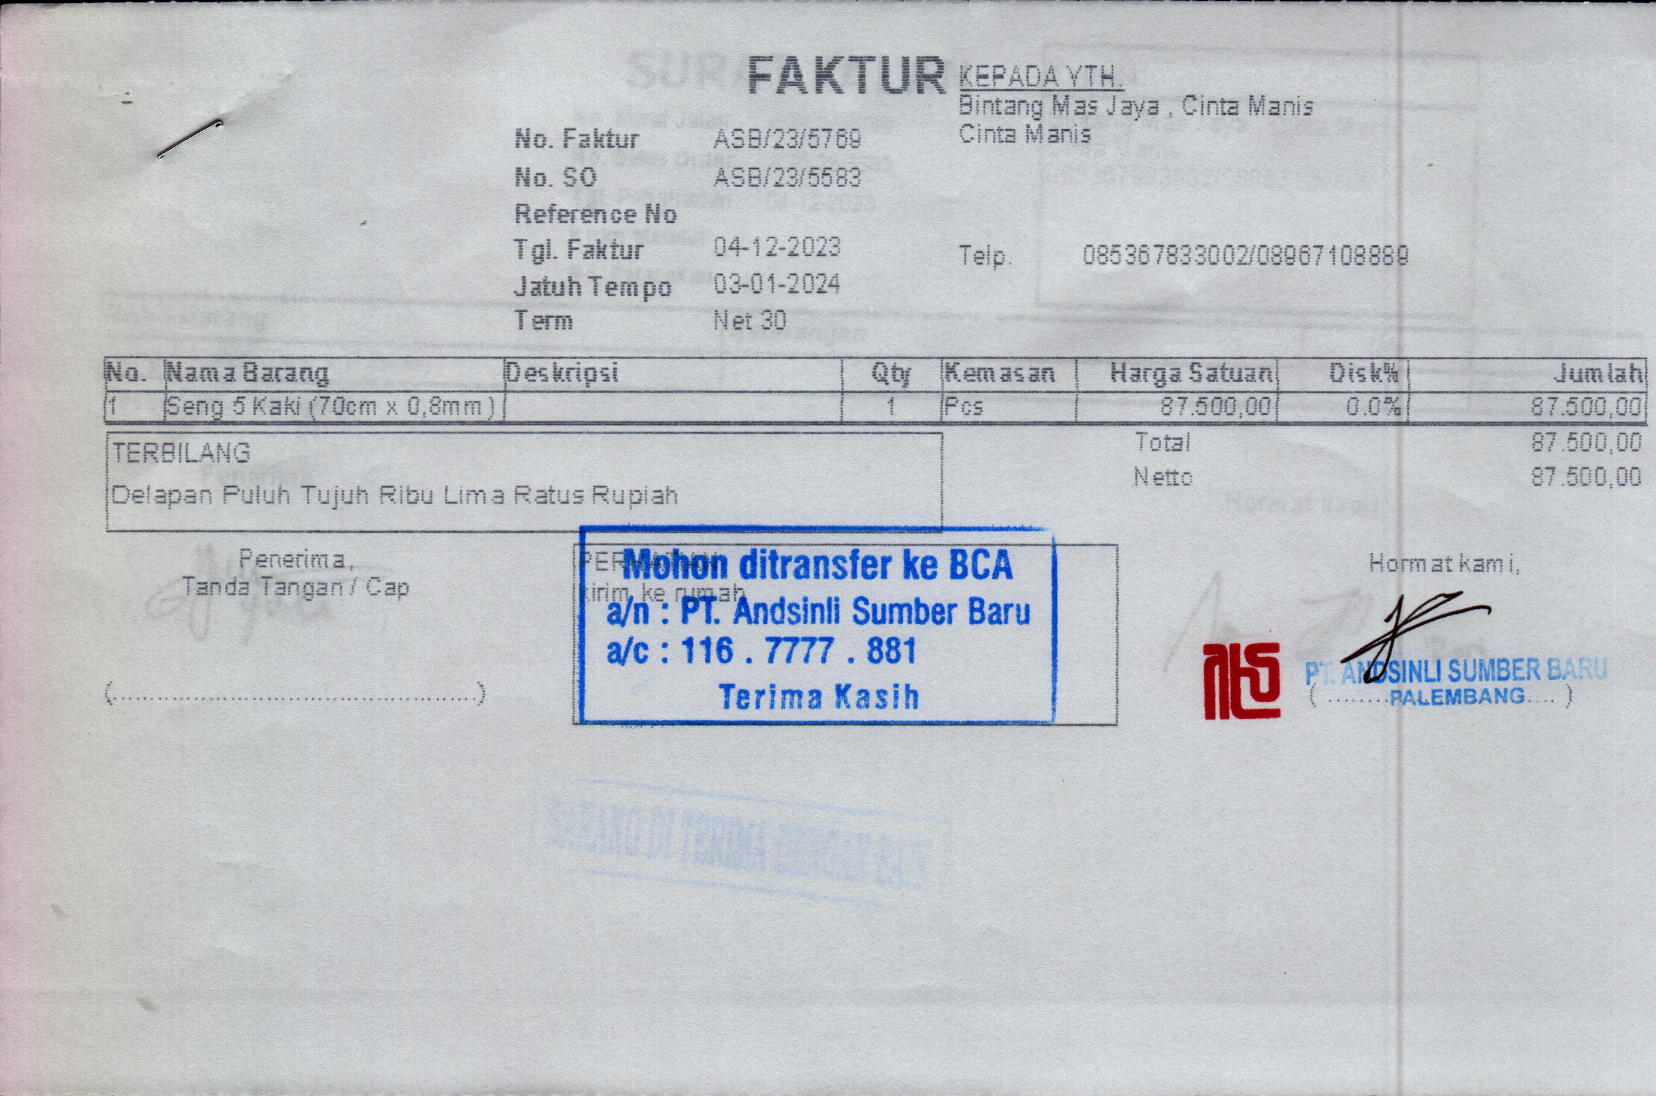 FAKTUR
KEPADA YTH.
Bintang Mas Jaya , Cinta Manis
Cinta Manis
No. Faktur ASB/23/5769
No. SO ASB/23/5583
Reference No
Tgl. Faktur 04-12-2023
Telp. 085367833002/08967108889
Jatuh Tempo 03-01-2024
Term Net 30
No. Nama Barang Deskripsi Qty Kemasan Harga Satuan Disk% Jumlah
1 Seng 5 Kaki (70cm x 0,8mm) 1 Pcs 87.500,00 0.0% 87.500,00
TERBILANG
Delapan Puluh Tujuh Ribu Lima Ratus Rupiah
Total 87.500,00
Netto 87.500,00
Penerima,
Tanda Tangan / Cap
(................................................)
kirim ke rumah
Mohon ditransfer ke BCA
a/n : PT. Andsinli Sumber Baru
a/c : 116 . 7777 . 881
Terima Kasih
Hormat kami,
PT. ANDSINLI SUMBER BARU
PALEMBANG